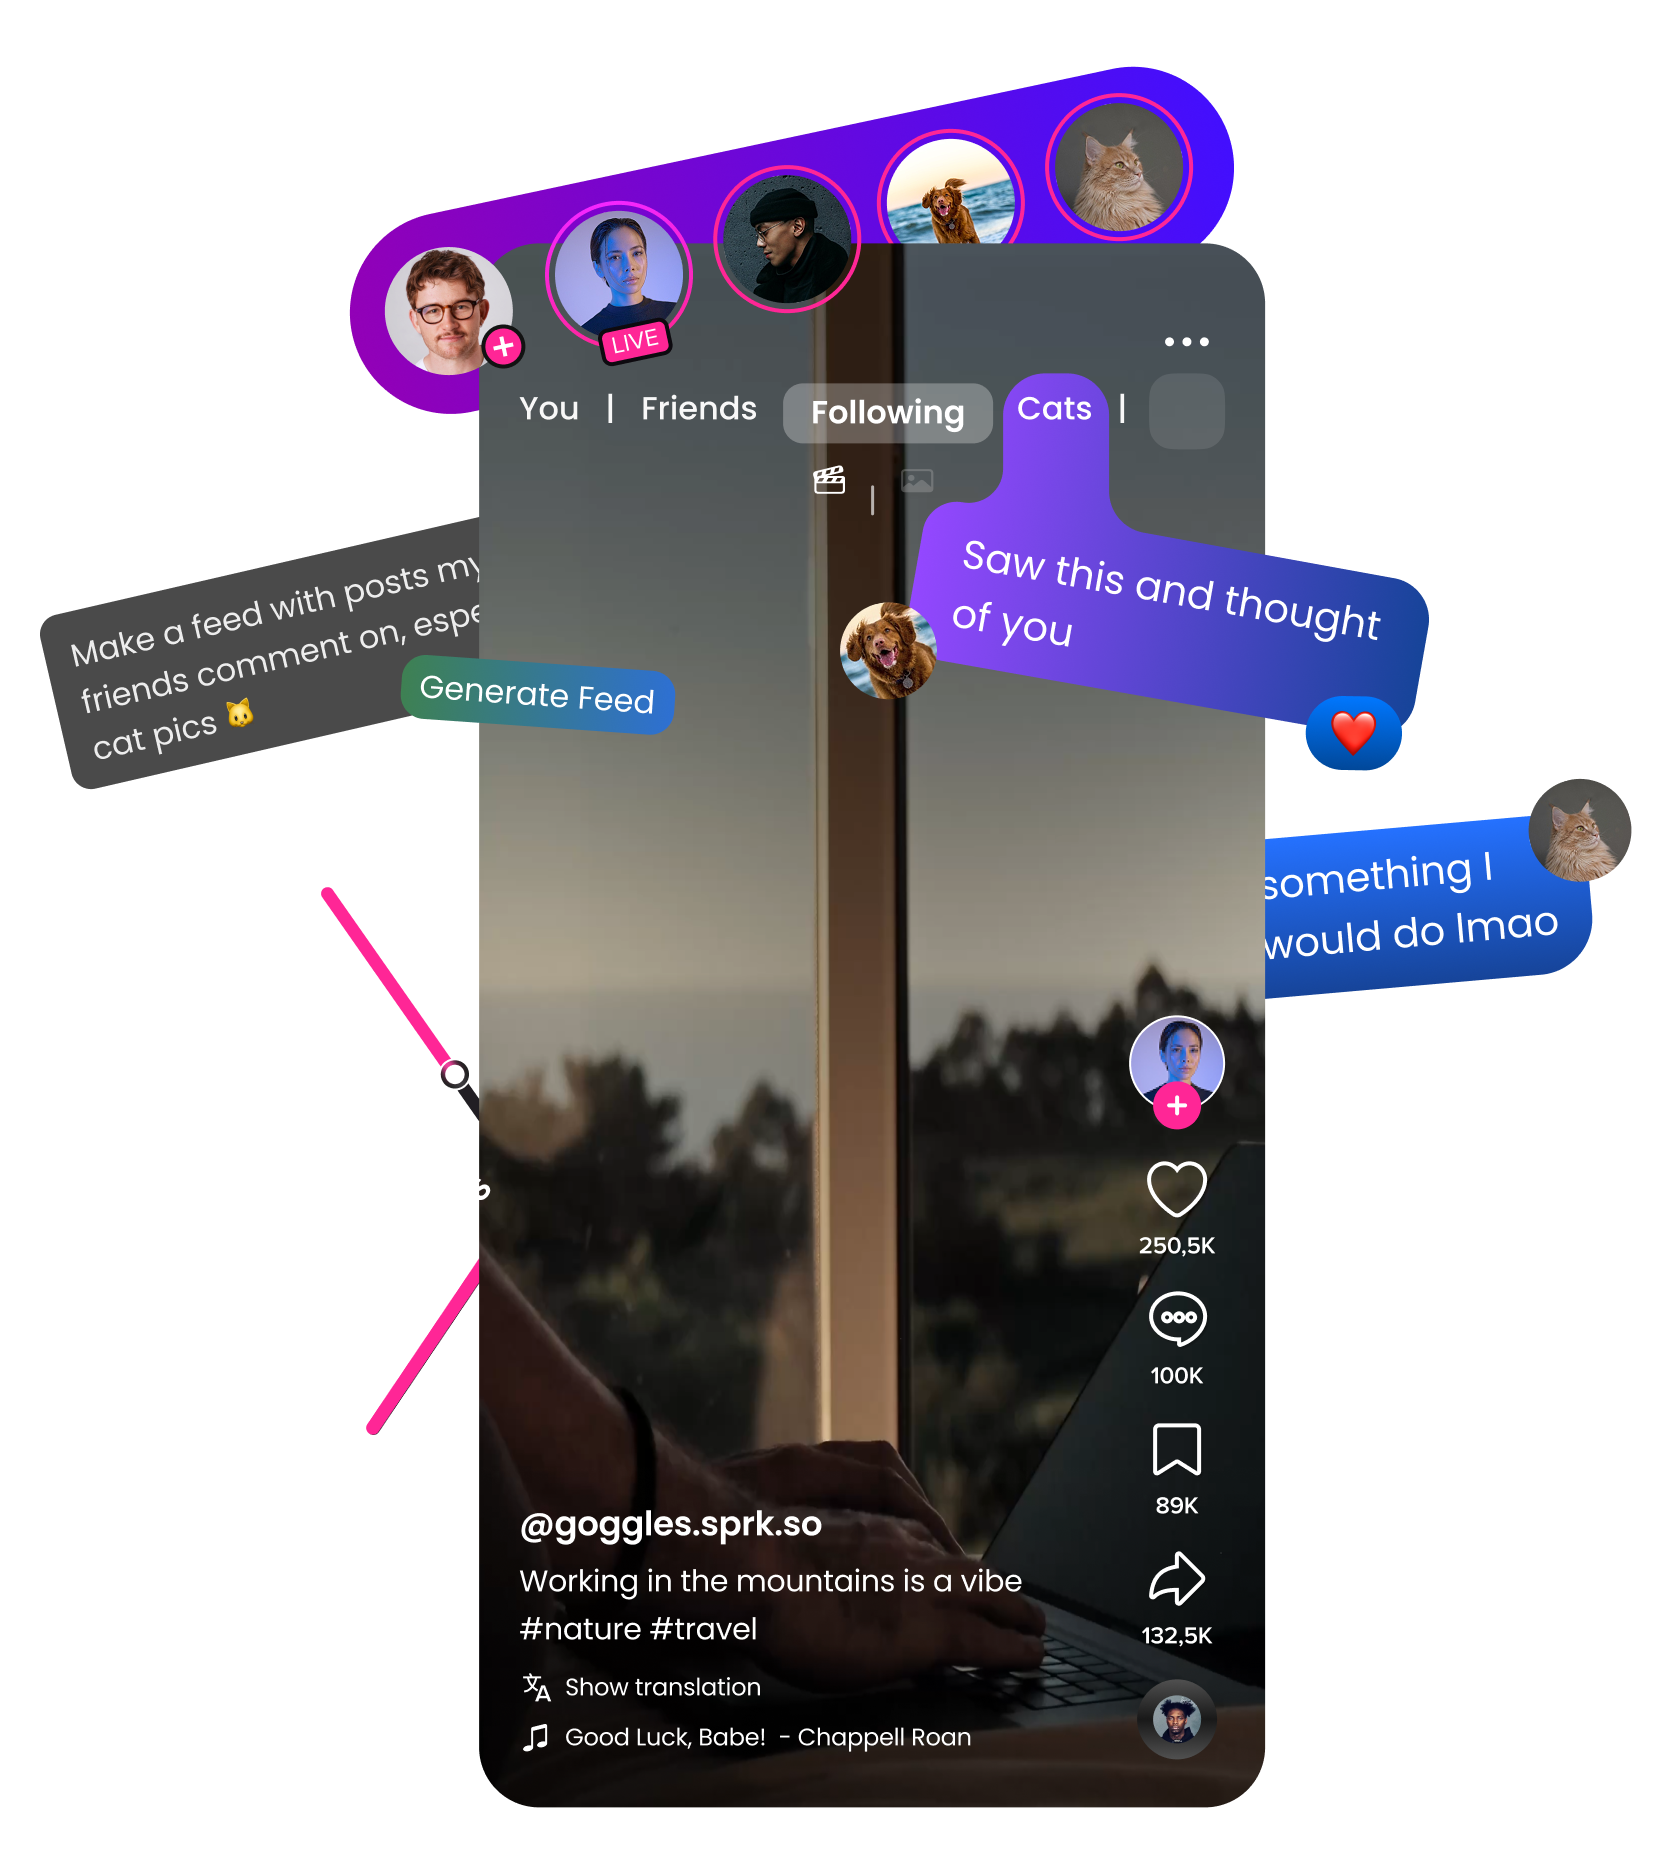 LIVE
You | Friends Following Cats |
Saw this and thought
of you
Make a feed with posts my
friends comment on,
cat pics 🐱
Generate Feed
something I
would do lmao
250,5K
100K
89K
132,5K
@goggles.sprk.so
Working in the mountains is a vibe
#nature #travel
Show translation
Good Luck, Babe! - Chappell Roan